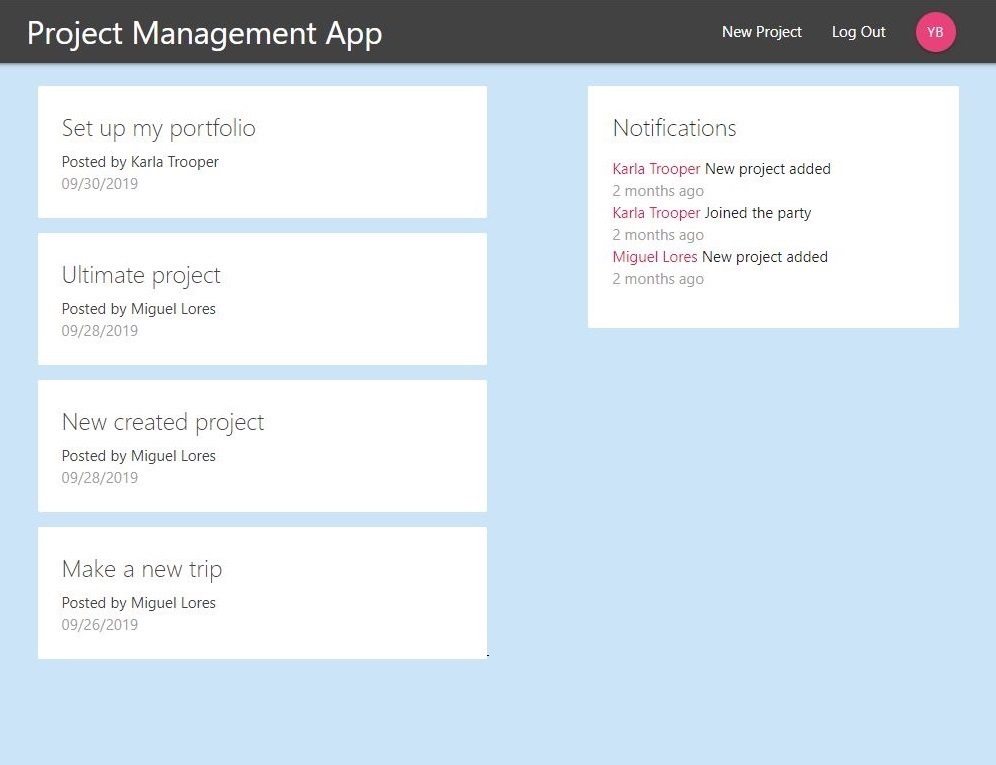 Project Management App
New Project
Log Out
YB
Set up my portfolio
Posted by Karla Trooper
09/30/2019
Ultimate project
Posted by Miguel Lores
09/28/2019
New created project
Posted by Miguel Lores
09/28/2019
Make a new trip
Posted by Miguel Lores
09/26/2019
Notifications
Karla Trooper New project added
2 months ago
Karla Trooper Joined the party
2 months ago
Miguel Lores New project added
2 months ago